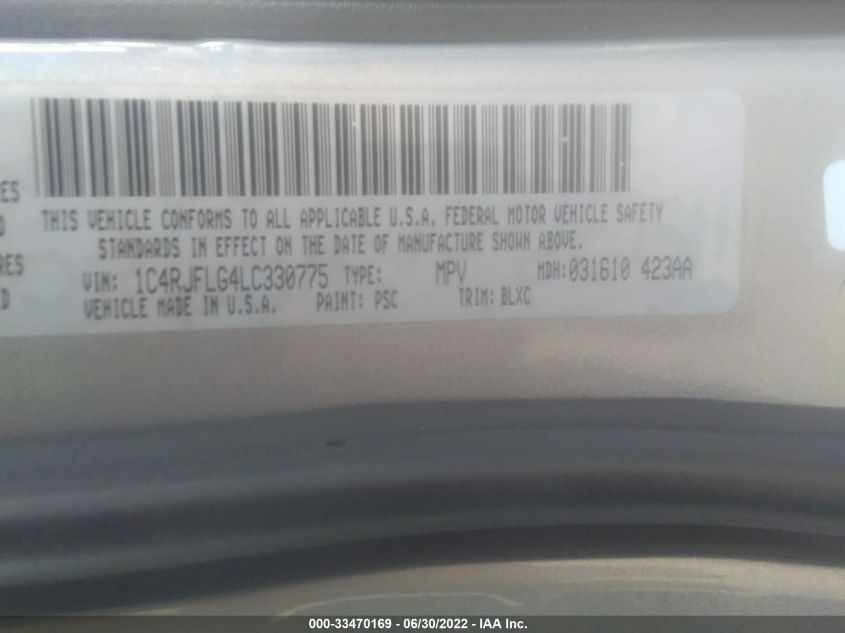 RES
THIS VEHICLE CONFORMS TO ALL APPLICABLE U.S.A. FEDERAL MOTOR VEHICLE SAFETY
D
STANDARDS IN EFFECT ON THE DATE OF MANUFACTURE SHOWN ABOVE.
RES
VIN: 1C4RJFLG4LC330775 TYPE: MPV MDH:031610 423AA
D
VEHICLE MADE IN U.S.A. PAINT: PSC TRIM: BLXC
000-33470169 - 06/30/2022 - IAA Inc.